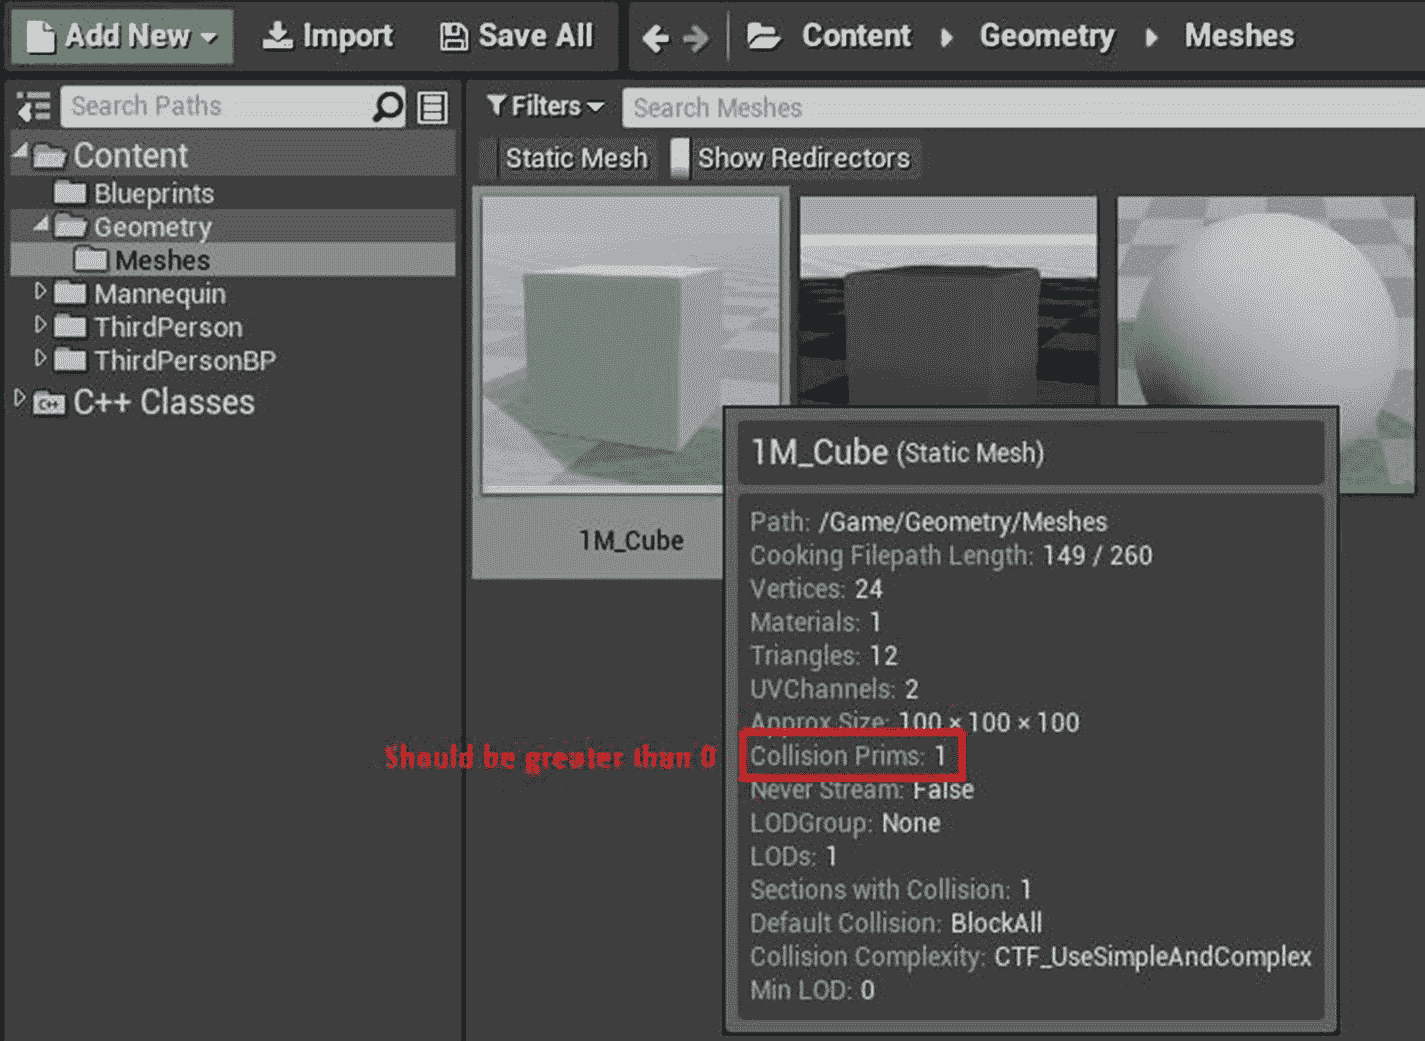 Add New Import Save All Content Geometry Meshes
Search Paths Filters Search Meshes
Static Mesh Show Redirectors
Content
Blueprints
Geometry
Meshes
Mannequin
ThirdPerson
ThirdPersonBP
C++ Classes
1M_Cube
1M_Cube (Static Mesh)
Path: /Game/Geometry/Meshes
Cooking Filepath Length: 149 / 260
Vertices: 24
Materials: 1
Triangles: 12
UVChannels: 2
Approx Size: 100 × 100 × 100
Should be greater than 0 Collision Prims: 1
Never Stream: False
LODGroup: None
LODs: 1
Sections with Collision: 1
Default Collision: BlockAll
Collision Complexity: CTF_UseSimpleAndComplex
Min LOD: 0